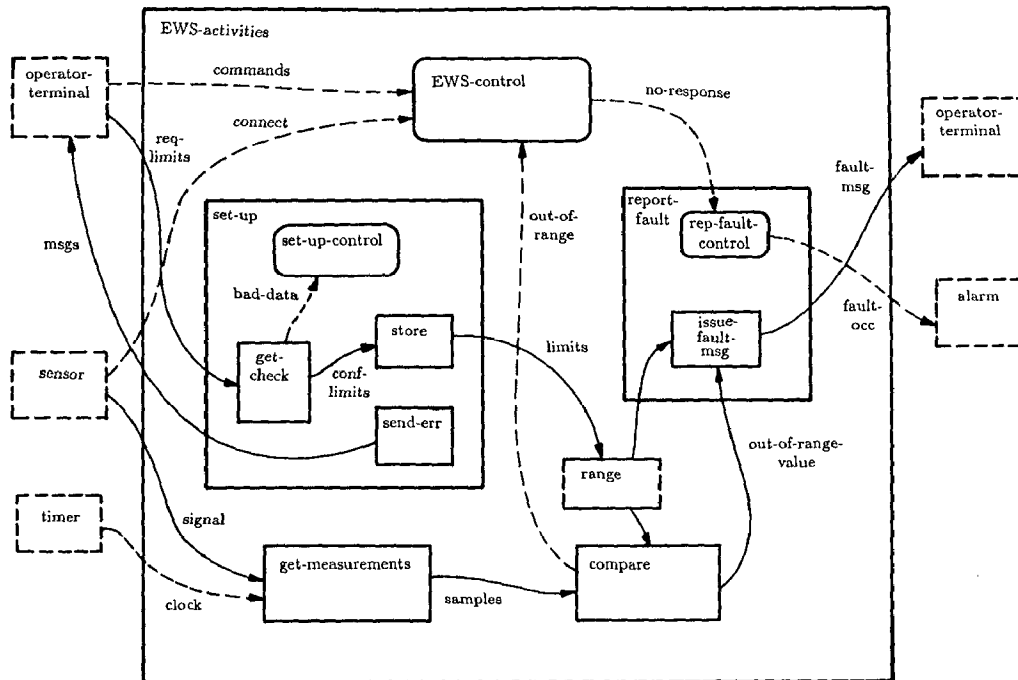 EWS-activities
operator-
terminal
commands
EWS-control
no-response
operator-
terminal
connect
req-
limits
fault-
msg
set-up
out-of-
range
report-
fault
rep-fault-
control
msgs
set-up-control
bad-data
fault-
occ
alarm
store
issue-
fault-
msg
limits
sensor
get-
check
conf-
limits
send-err
out-of-range-
value
range
timer
signal
get-measurements
compare
clock
samples